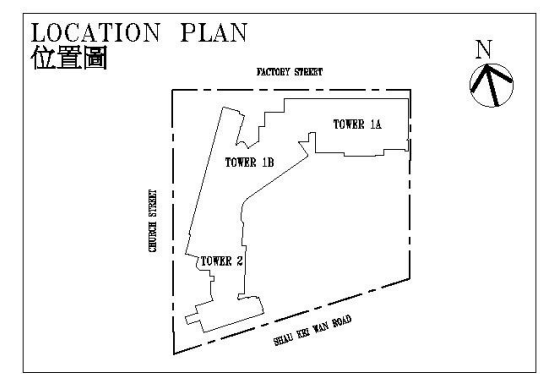 LOCATION PLAN
位置圖
N
FACTORY STREET
TOWER 1A
TOWER 1B
CHURCH STREET
TOWER 2
SHAU KEI WAN ROAD